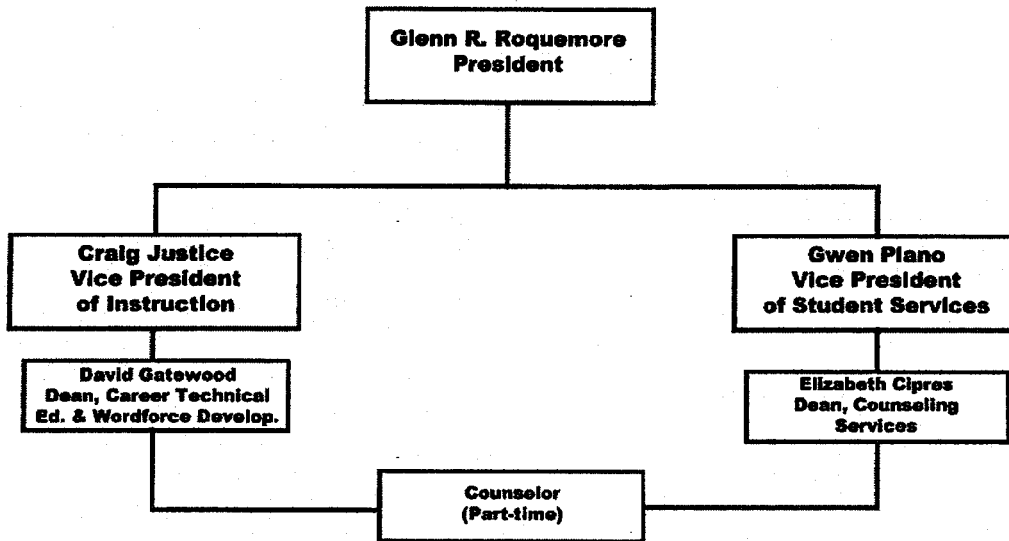 Glenn R. Roquemore
President
Craig Justice
Vice President
of Instruction
Gwen Plano
Vice President
of Student Services
David Gatewood
Dean, Career Technical
Ed. & Wordforce Develop.
Elizabeth Cipres
Dean, Counseling
Services
Counselor
(Part-time)